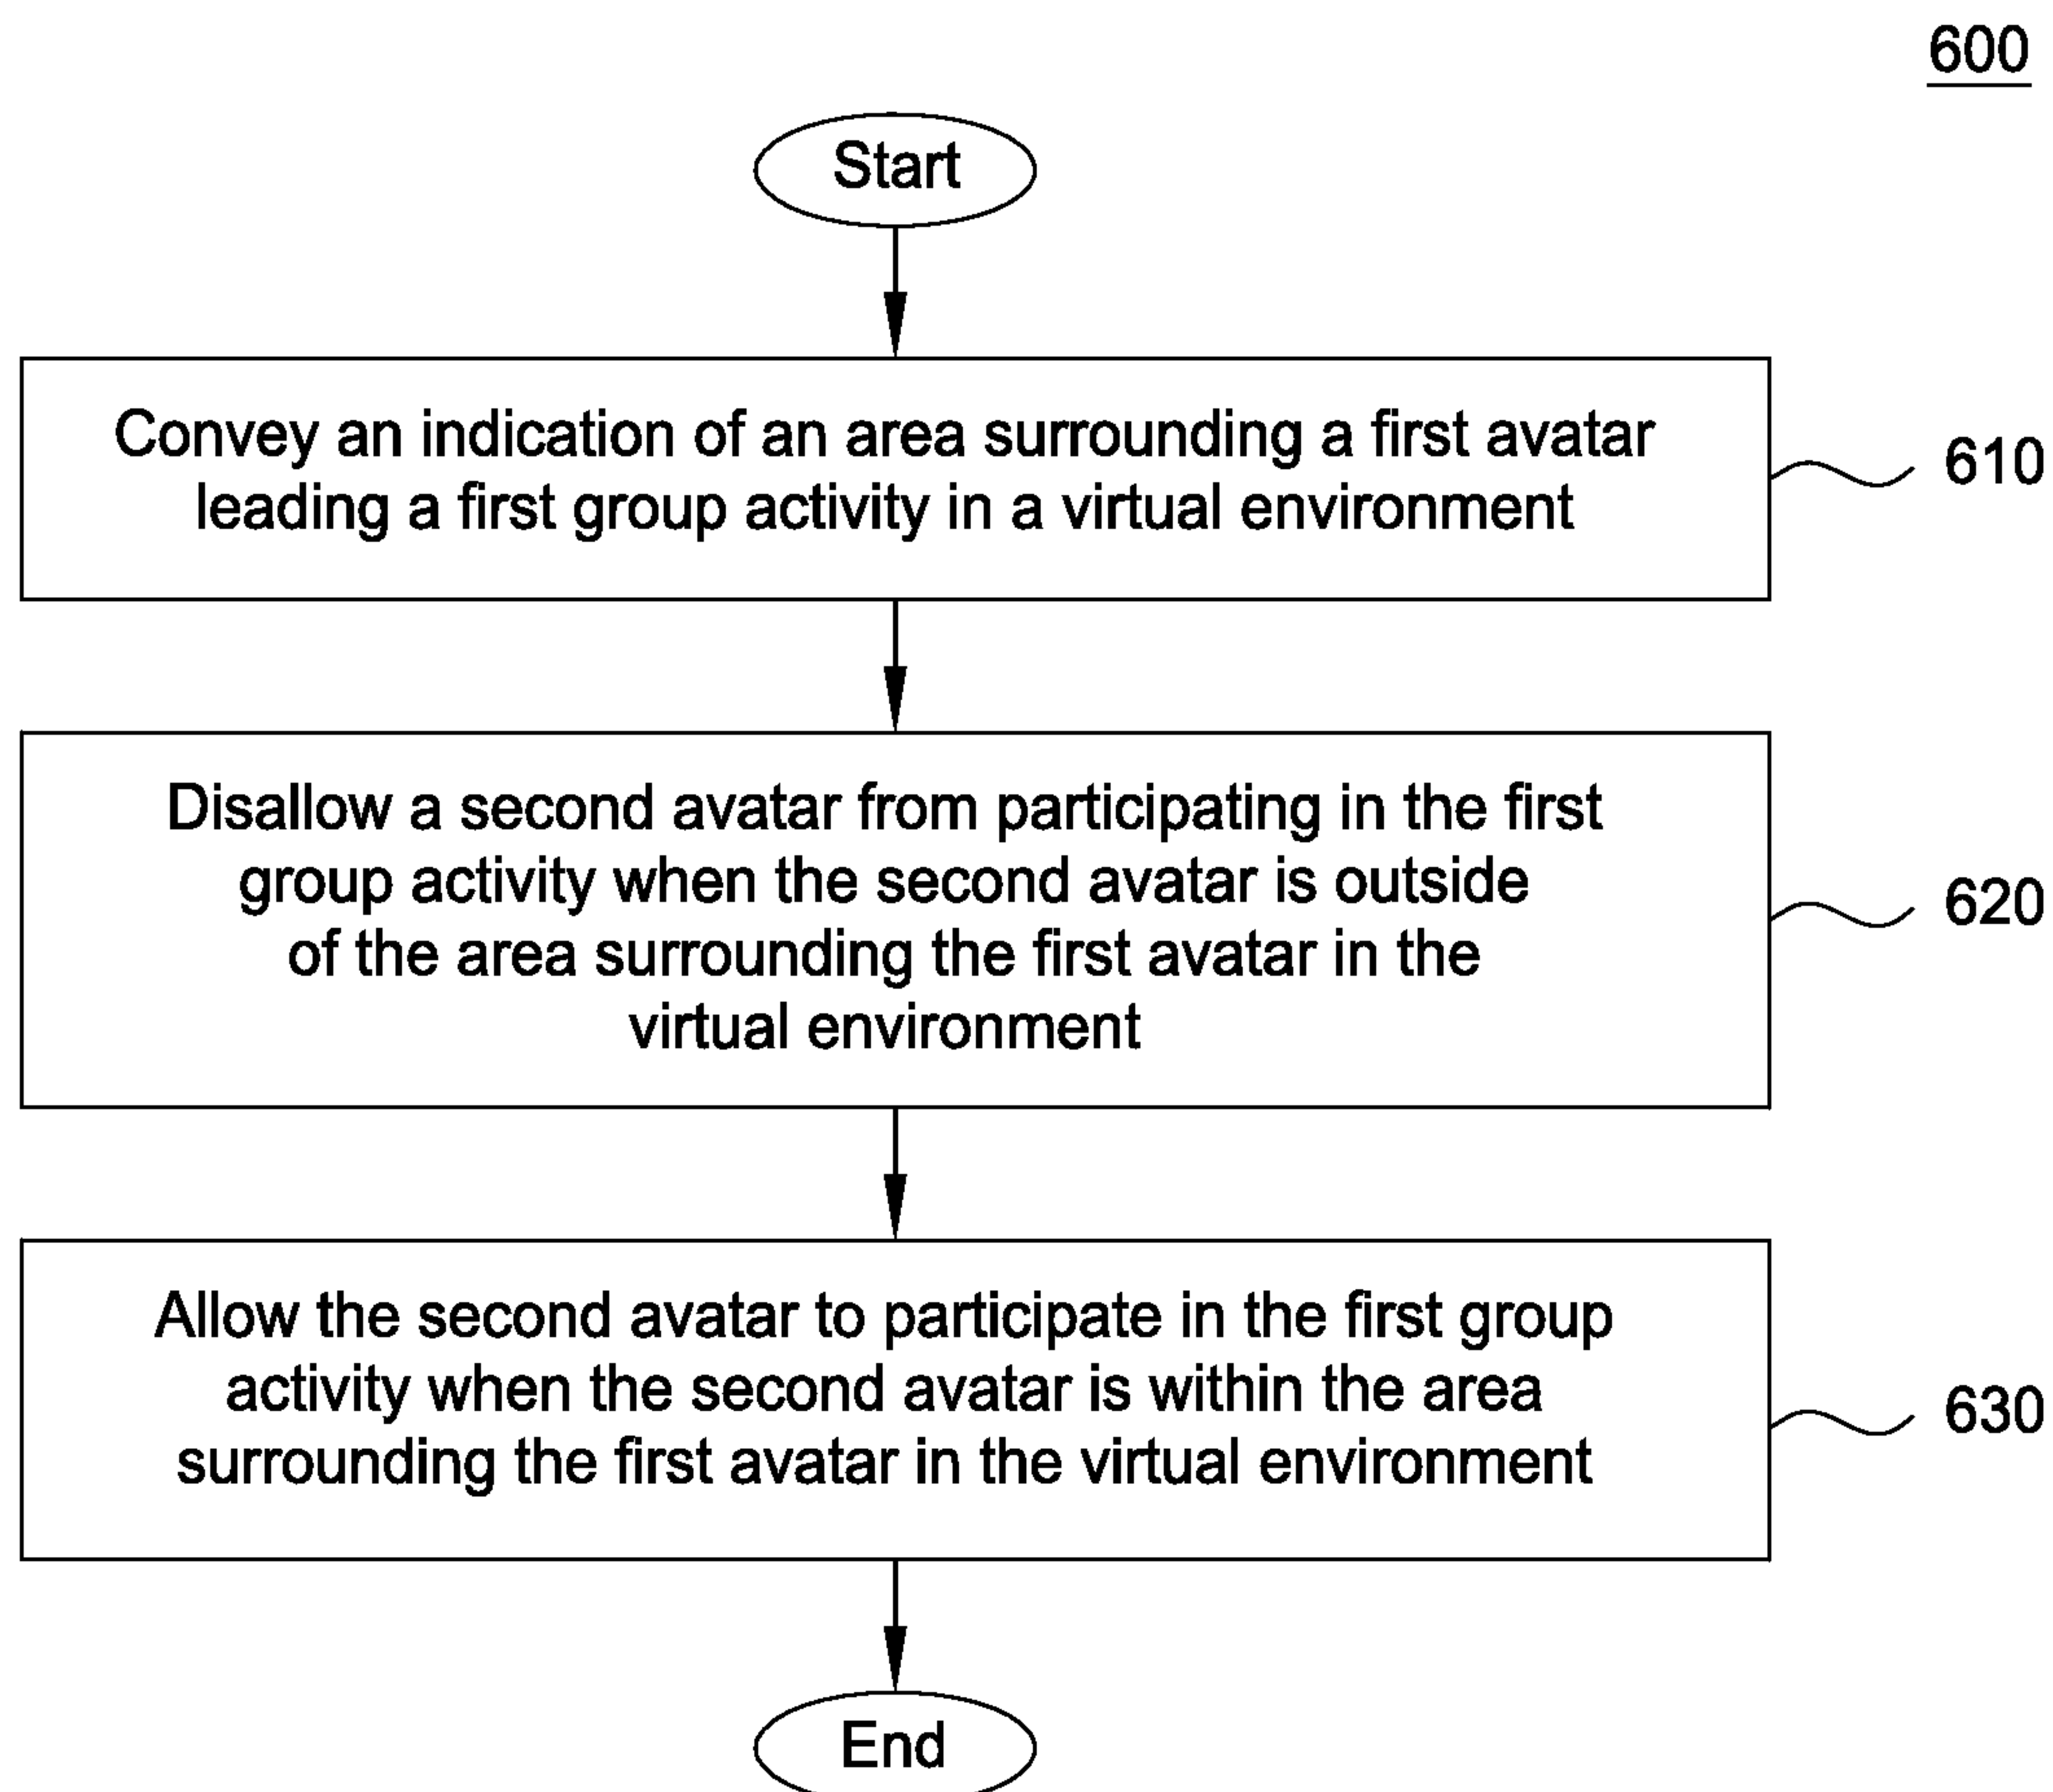 600
Start
Convey an indication of an area surrounding a first avatar
leading a first group activity in a virtual environment
610
Disallow a second avatar from participating in the first
group activity when the second avatar is outside
of the area surrounding the first avatar in the
virtual environment
620
Allow the second avatar to participate in the first group
activity when the second avatar is within the area
surrounding the first avatar in the virtual environment
630
End